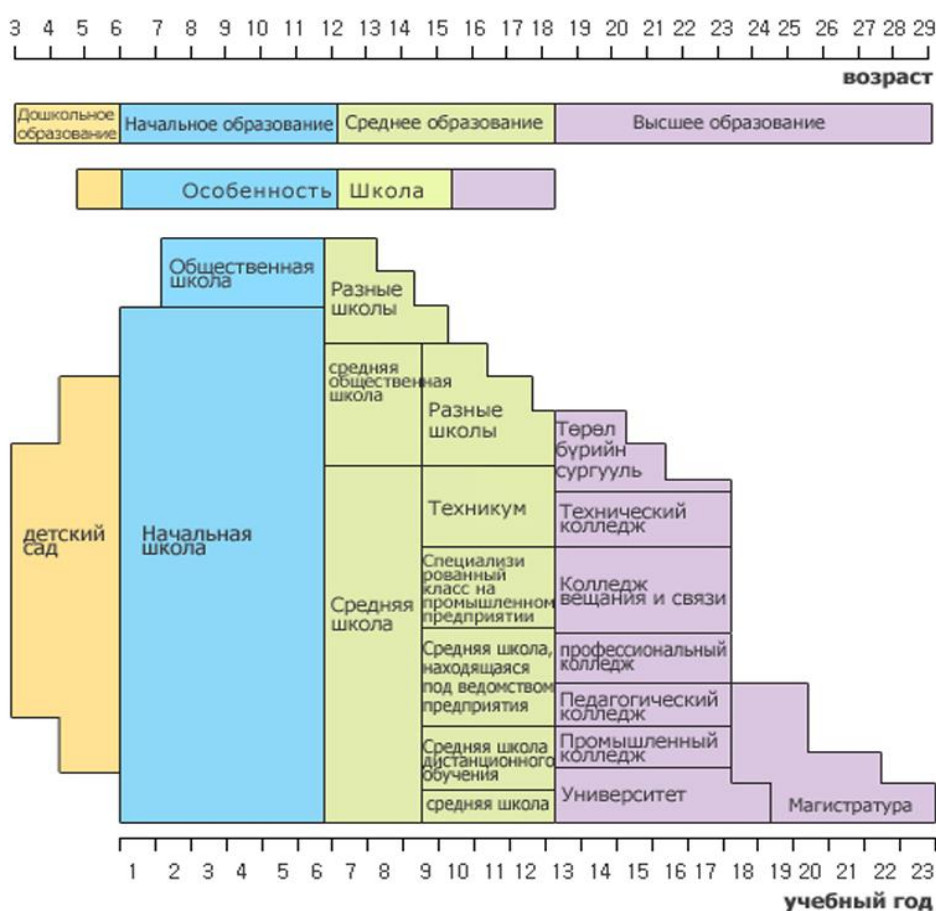 3 4 5 6 7 8 9 10 11 12 13 14 15 16 17 18 19 20 21 22 23 25 26 27 28 29
возраст
Дошкольное
образование
Начальное образование
Среднее образование
Высшее образование
Особенность Школа
Общественная
школа
Разные
школы
средняя
общественная
школа
Разные
школы
Төрөл
бүрийн
сургууль
детский
сад
Начальная
школа
Средняя
школа
Техникум
Технический
колледж
Специализи
рованный
класс на
промышленном
предприятии
Колледж
вещания и связи
Средняя школа,
находящаяся
под ведомством
предприятия
профессиональный
колледж
Педагогический
колледж
Средняя школа
дистанционного
обучения
Промышленный
колледж
средняя школа
Университет
Магистратура
1 2 3 4 5 6 7 8 9 10 11 12 13 14 15 16 17 18 19 20 21 22 23
учебный год